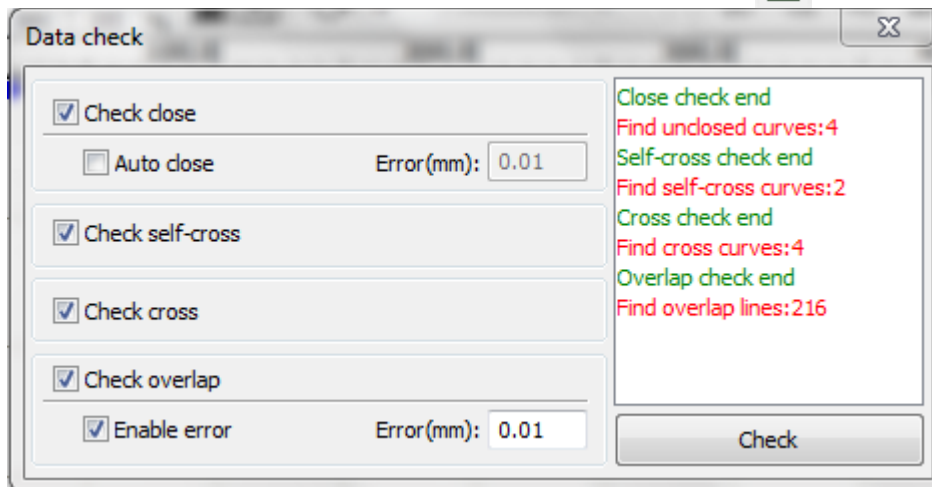 Data check
Check close
Auto close
Error(mm): 0.01
Check self-cross
Check cross
Check overlap
Enable error
Error(mm): 0.01
Close check end
Find unclosed curves:4
Self-cross check end
Find self-cross curves:2
Cross check end
Find cross curves:4
Overlap check end
Find overlap lines:216
Check